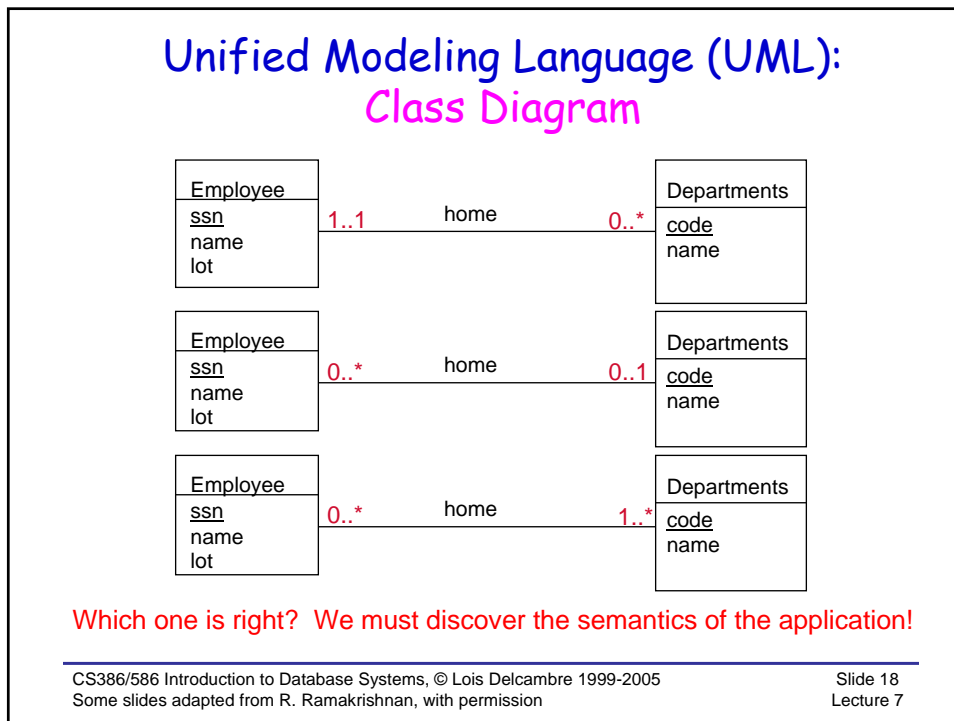 Unified Modeling Language (UML):
Class Diagram
Employee
ssn
name
lot
1..1
home
0..*
Departments
code
name
Employee
ssn
name
lot
0..*
home
0..1
Departments
code
name
Employee
ssn
name
lot
0..*
home
1..*
Departments
code
name
Which one is right? We must discover the semantics of the application!
CS386/586 Introduction to Database Systems, © Lois Delcambre 1999-2005
Some slides adapted from R. Ramakrishnan, with permission
Slide 18
Lecture 7